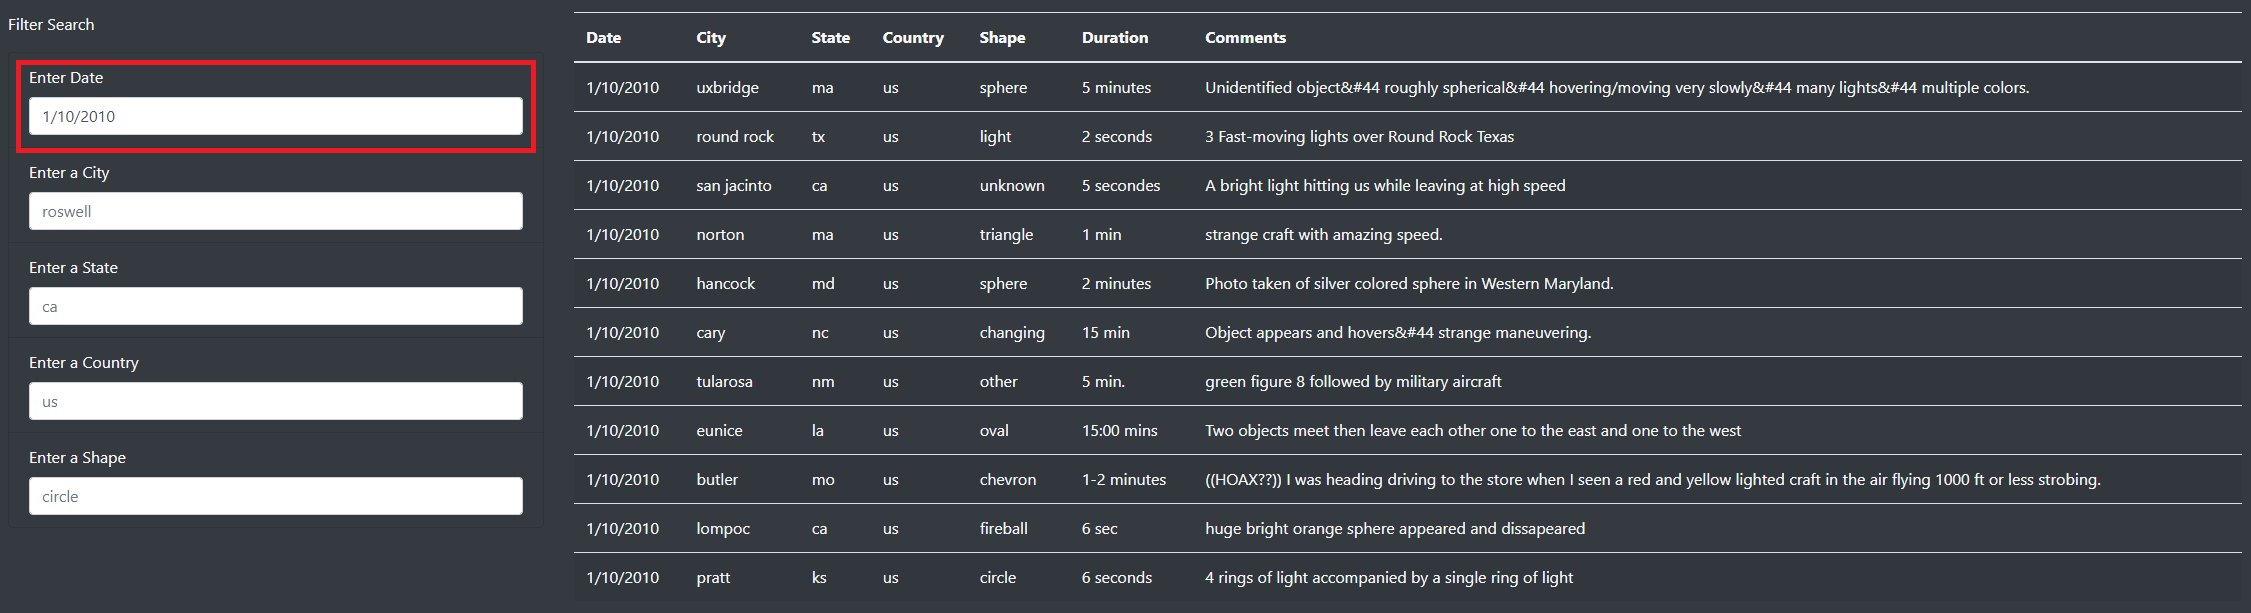 Filter Search
Enter Date
1/10/2010
Enter a City
roswell
Enter a State
ca
Enter a Country
us
Enter a Shape
circle
Date City State Country Shape Duration Comments
1/10/2010 uxbridge ma us sphere 5 minutes Unidentified object&#44 roughly spherical&#44 hovering/moving very slowly&#44 many lights&#44 multiple colors.
1/10/2010 round rock tx us light 2 seconds 3 Fast-moving lights over Round Rock Texas
1/10/2010 san jacinto ca us unknown 5 secondes A bright light hitting us while leaving at high speed
1/10/2010 norton ma us triangle 1 min strange craft with amazing speed.
1/10/2010 hancock md us sphere 2 minutes Photo taken of silver colored sphere in Western Maryland.
1/10/2010 cary nc us changing 15 min Object appears and hovers&#44 strange maneuvering.
1/10/2010 tularosa nm us other 5 min. green figure 8 followed by military aircraft
1/10/2010 eunice la us oval 15:00 mins Two objects meet then leave each other one to the east and one to the west
1/10/2010 butler mo us chevron 1-2 minutes ((HOAX??)) I was heading driving to the store when I seen a red and yellow lighted craft in the air flying 1000 ft or less strobing.
1/10/2010 lompoc ca us fireball 6 sec huge bright orange sphere appeared and dissapeared
1/10/2010 pratt ks us circle 6 seconds 4 rings of light accompanied by a single ring of light